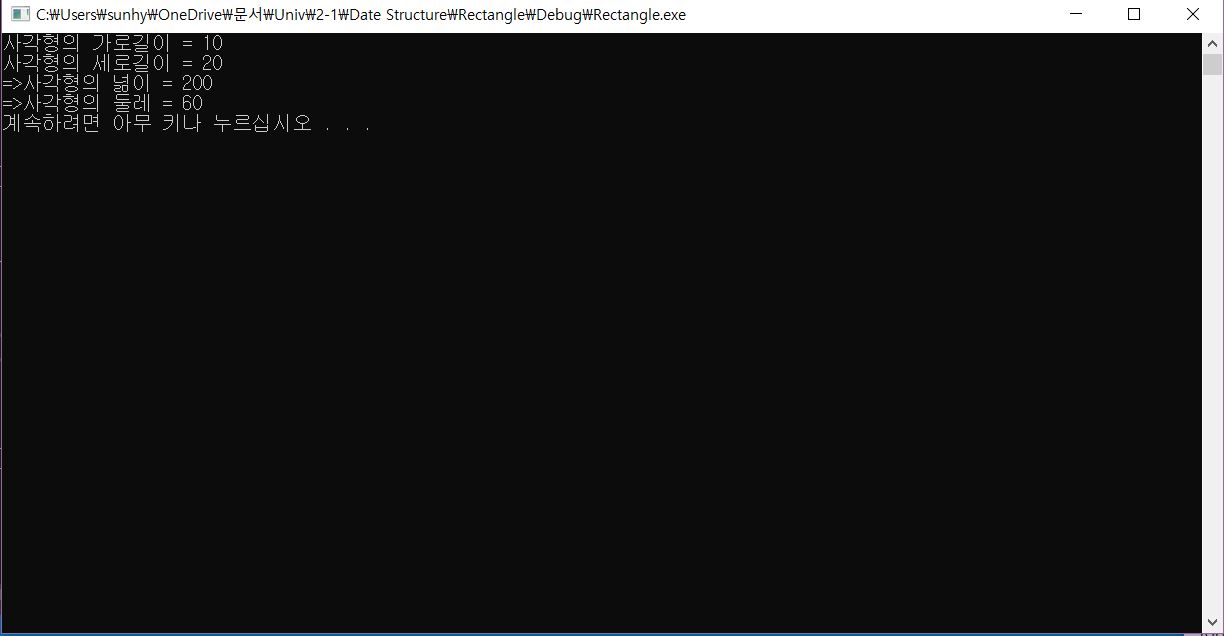 C:₩Users₩sunhy₩OneDrive₩문서₩Univ₩2-1₩Date Structure₩Rectangle₩Debug₩Rectangle.exe
사각형의 가로길이 = 10
사각형의 세로길이 = 20
=>사각형의 넒이 = 200
=>사각형의 둘레 = 60
계속하려면 아무 키나 누르십시오 . . .